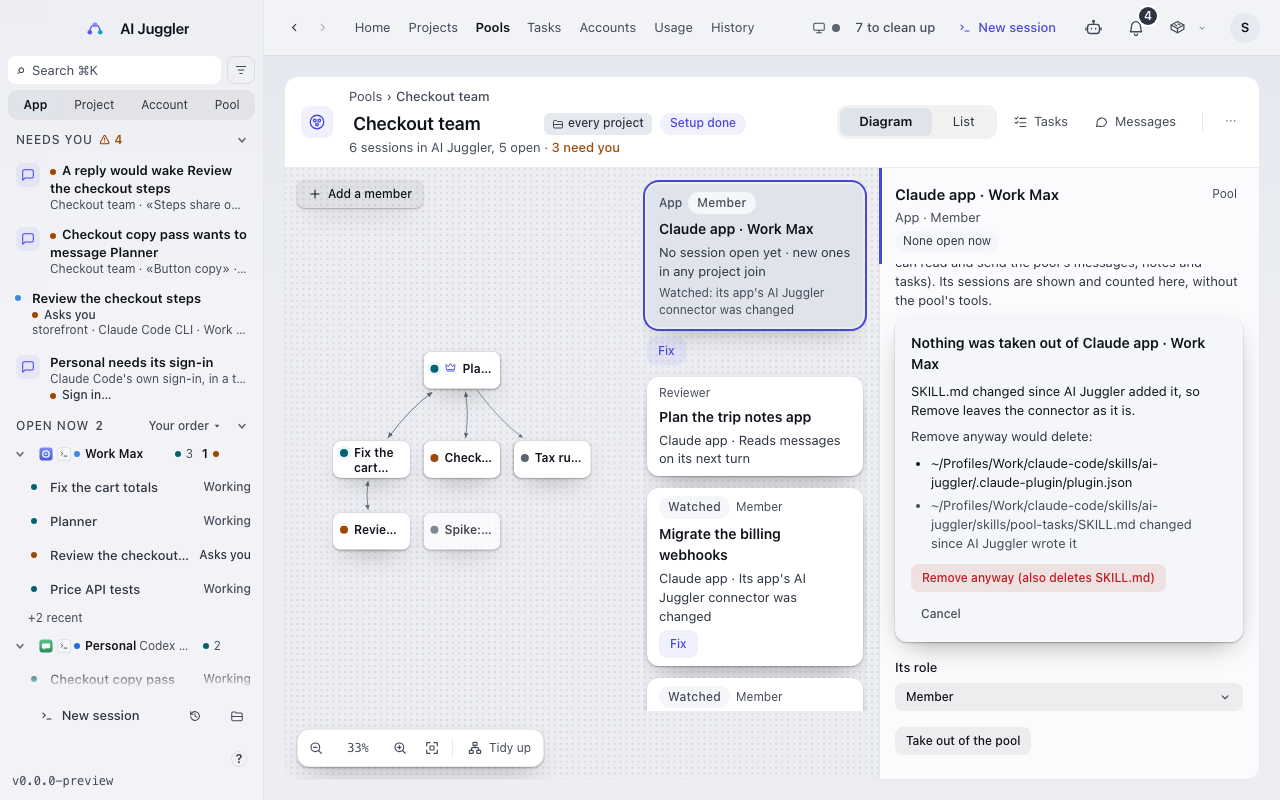 AI Juggler
Search ⌘K
App Project Account Pool
NEEDS YOU 4
A reply would wake Review
the checkout steps
Checkout team · «Steps share o…
Checkout copy pass wants to
message Planner
Checkout team · «Button copy» ·…
Review the checkout steps
Asks you
storefront · Claude Code CLI · Work …
Personal needs its sign-in
Claude Code's own sign-in, in a t…
Sign in…
OPEN NOW 2 Your order
Work Max 3 1
Fix the cart totals Working
Planner Working
Review the checkout… Asks you
Price API tests Working
+2 recent
Personal Codex … 2
Checkout copy pass Working
New session
?
v0.0.0-preview
Home Projects Pools Tasks Accounts Usage History
7 to clean up
New session
4
S
Pools › Checkout team
Checkout team every project Setup done
6 sessions in AI Juggler, 5 open · 3 need you
Diagram List Tasks Messages …
Add a member
Pla…
Fix the
cart…
Check…
Tax ru…
Revie…
Spike:…
App Member
Claude app · Work Max
No session open yet · new ones
in any project join
Watched: its app's AI Juggler
connector was changed
Fix
Reviewer
Plan the trip notes app
Claude app · Reads messages
on its next turn
Watched Member
Migrate the billing
webhooks
Claude app · Its app's AI
Juggler connector was
changed
Fix
Watched Member
33%
Tidy up
Claude app · Work Max Pool
App · Member
None open now
can read and send the pool's messages, notes and
tasks). Its sessions are shown and counted here, without
the pool's tools.
Nothing was taken out of Claude app · Work
Max
SKILL.md changed since AI Juggler added it, so
Remove leaves the connector as it is.
Remove anyway would delete:
• ~/Profiles/Work/claude-code/skills/ai-
juggler/.claude-plugin/plugin.json
• ~/Profiles/Work/claude-code/skills/ai-
juggler/skills/pool-tasks/SKILL.md changed
since AI Juggler wrote it
Remove anyway (also deletes SKILL.md)
Cancel
Its role
Member
Take out of the pool